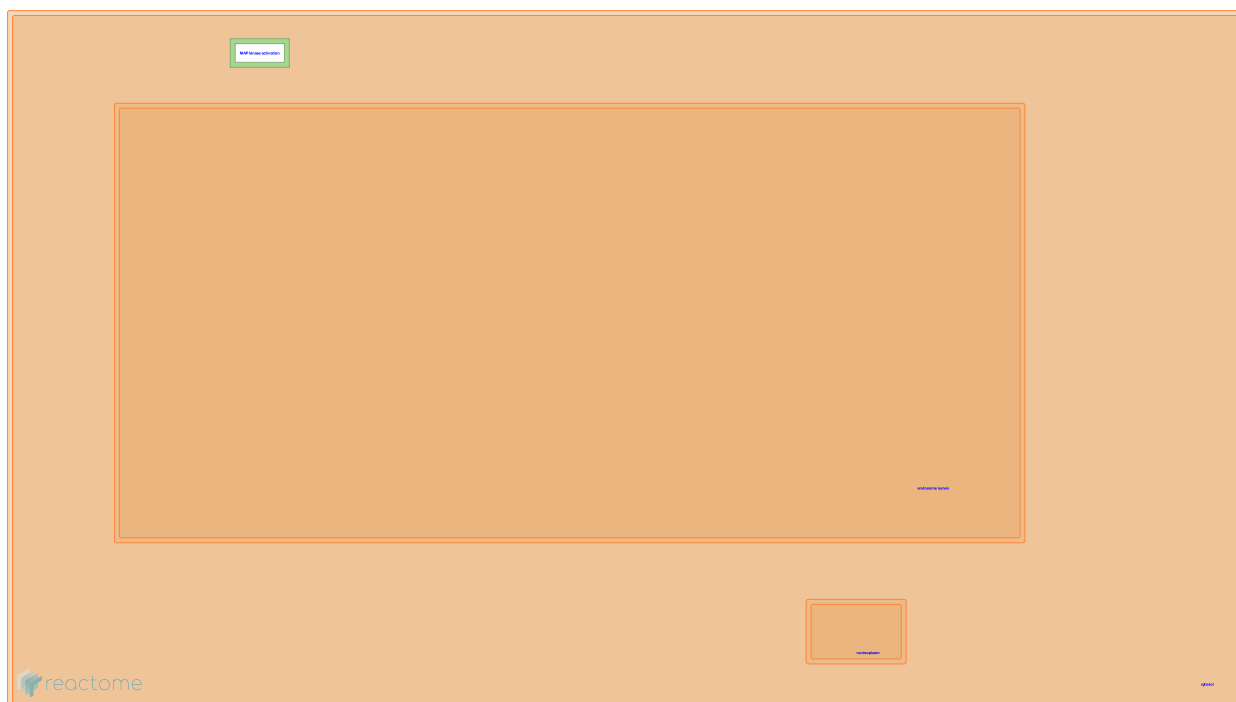 MAP kinase activation
endosome lumen
nucleoplasm
reactome
cytosol